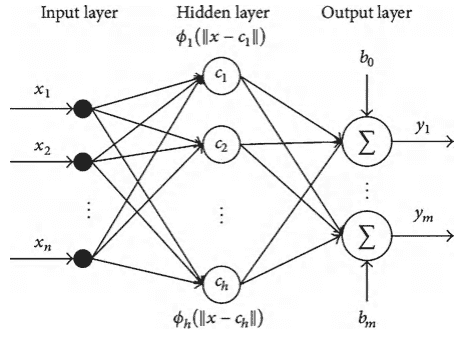 Input layer Hidden layer Output layer
ϕ₁(‖x − c₁‖)
x₁ c₁ b₀
x₂ c₂ Σ y₁
⋮ ⋮ ⋮
xₙ Σ yₘ
cₕ
ϕₕ(‖x − cₕ‖) bₘ